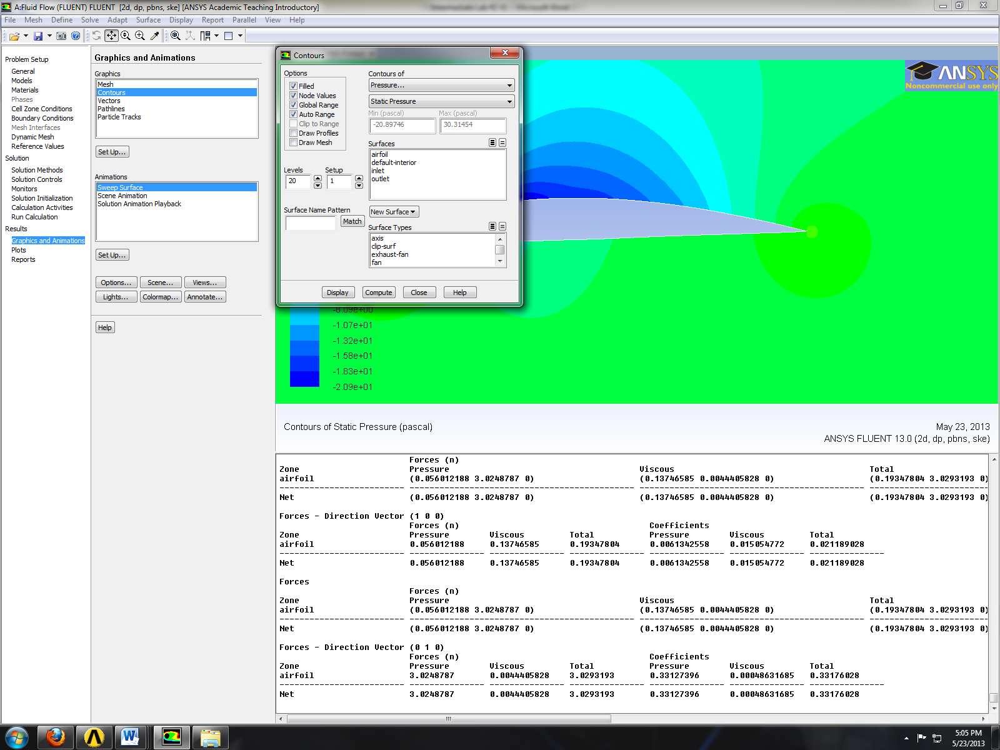 A:Fluid Flow (FLUENT) FLUENT [2d, dp, pbns, ske] [ANSYS Academic Teaching Introductory]
File Mesh Define Solve Adapt Surface Display Report Parallel View Help
Problem Setup
General
Models
Materials
Phases
Cell Zone Conditions
Boundary Conditions
Mesh Interfaces
Dynamic Mesh
Reference Values
Solution
Solution Methods
Solution Controls
Monitors
Solution Initialization
Calculation Activities
Run Calculation
Results
Graphics and Animations
Plots
Reports
Graphics and Animations
Graphics
Mesh
Contours
Vectors
Pathlines
Particle Tracks
Set Up...
Animations
Sweep Surface
Scene Animation
Solution Animation Playback
Set Up...
Options... Scene... Views...
Lights... Colormap... Annotate...
Help
Contours
Options
Filled
Node Values
Global Range
Auto Range
Clip to Range
Draw Profiles
Draw Mesh
Levels Setup
20 1
Surface Name Pattern
Match
Contours of
Pressure...
Static Pressure
Min (pascal) Max (pascal)
-20.89746 30.31454
Surfaces
airfoil
default-interior
inlet
outlet
New Surface
Surface Types
axis
clip-surf
exhaust-fan
fan
Display Compute Close Help
ANSYS
Noncommercial use only
-8.09e+00
-1.07e+01
-1.32e+01
-1.58e+01
-1.83e+01
-2.09e+01
Contours of Static Pressure (pascal)
May 23, 2013
ANSYS FLUENT 13.0 (2d, dp, pbns, ske)
Forces (n)
Zone Pressure Viscous Total
airfoil (0.056012188 3.0248787 0) (0.13746585 0.0044405828 0) (0.19347804 3.0293193 0)
Net (0.056012188 3.0248787 0) (0.13746585 0.0044405828 0) (0.19347804 3.0293193 0)
Forces - Direction Vector (1 0 0)
Forces (n) Coefficients
Zone Pressure Viscous Total Pressure Viscous Total
airfoil 0.056012188 0.13746585 0.19347804 0.0061342558 0.015054772 0.021189028
Net 0.056012188 0.13746585 0.19347804 0.0061342558 0.015054772 0.021189028
Forces
Forces (n)
Zone Pressure Viscous Total
airfoil (0.056012188 3.0248787 0) (0.13746585 0.0044405828 0) (0.19347804 3.0293193 0)
Net (0.056012188 3.0248787 0) (0.13746585 0.0044405828 0) (0.19347804 3.0293193 0)
Forces - Direction Vector (0 1 0)
Forces (n) Coefficients
Zone Pressure Viscous Total Pressure Viscous Total
airfoil 3.0248787 0.0044405828 3.0293193 0.33127396 0.00048631685 0.33176028
Net 3.0248787 0.0044405828 3.0293193 0.33127396 0.00048631685 0.33176028
5:05 PM
5/23/2013